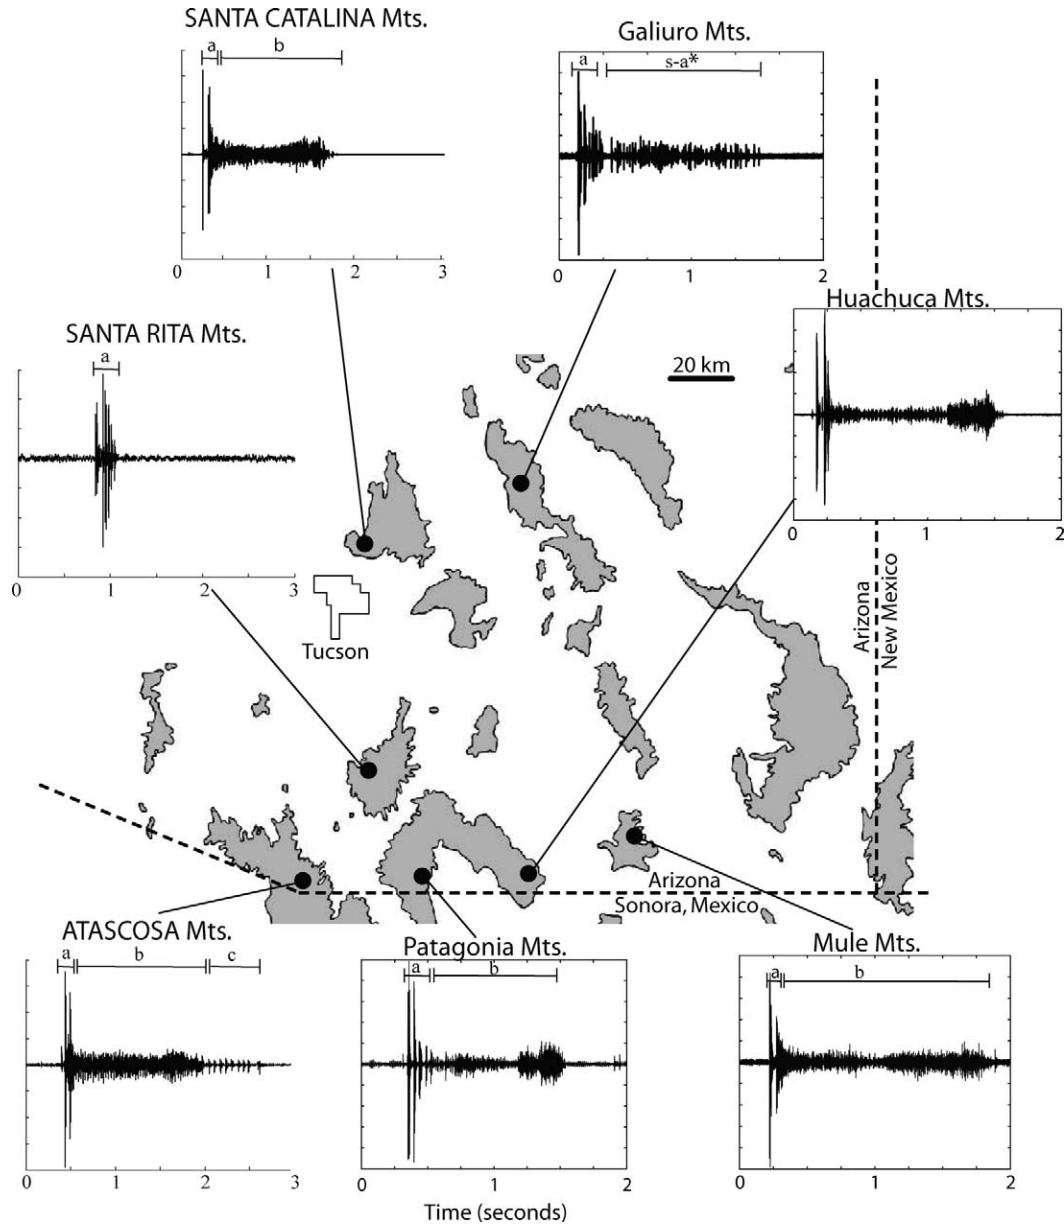 SANTA CATALINA Mts.
a b
0 1 2 3
Galiuro Mts.
a s-a*
0 1 2
Huachuca Mts.
0 1 2
SANTA RITA Mts.
a
0 1 2 3
20 km
Arizona
New Mexico
Tucson
Arizona
Sonora, Mexico
ATASCOSA Mts.
a b c
0 1 2 3
Patagonia Mts.
a b
0 1 2
Mule Mts.
a b
0 1 2
Time (seconds)